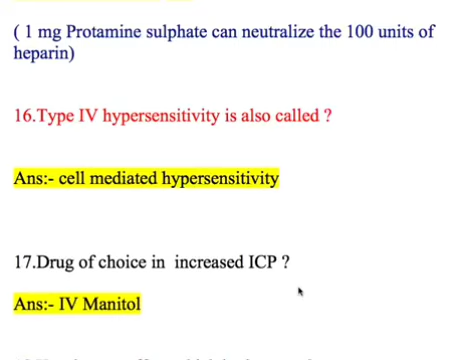 ( 1 mg Protamine sulphate can neutralize the 100 units of
heparin)
16.Type IV hypersensitivity is also called ?
Ans:- cell mediated hypersensitivity
17.Drug of choice in increased ICP ?
Ans:- IV Manitol